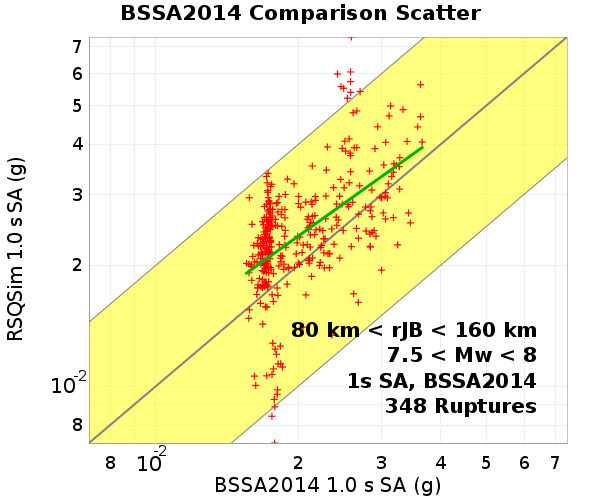 BSSA2014 Comparison Scatter
RSQSim 1.0 s SA (g)
7
6
5
4
3
2
10-2
8
80 km < rJB < 160 km
7.5 < Mw < 8
1s SA, BSSA2014
348 Ruptures
8 10-2 2 3 4 5 6 7
BSSA2014 1.0 s SA (g)